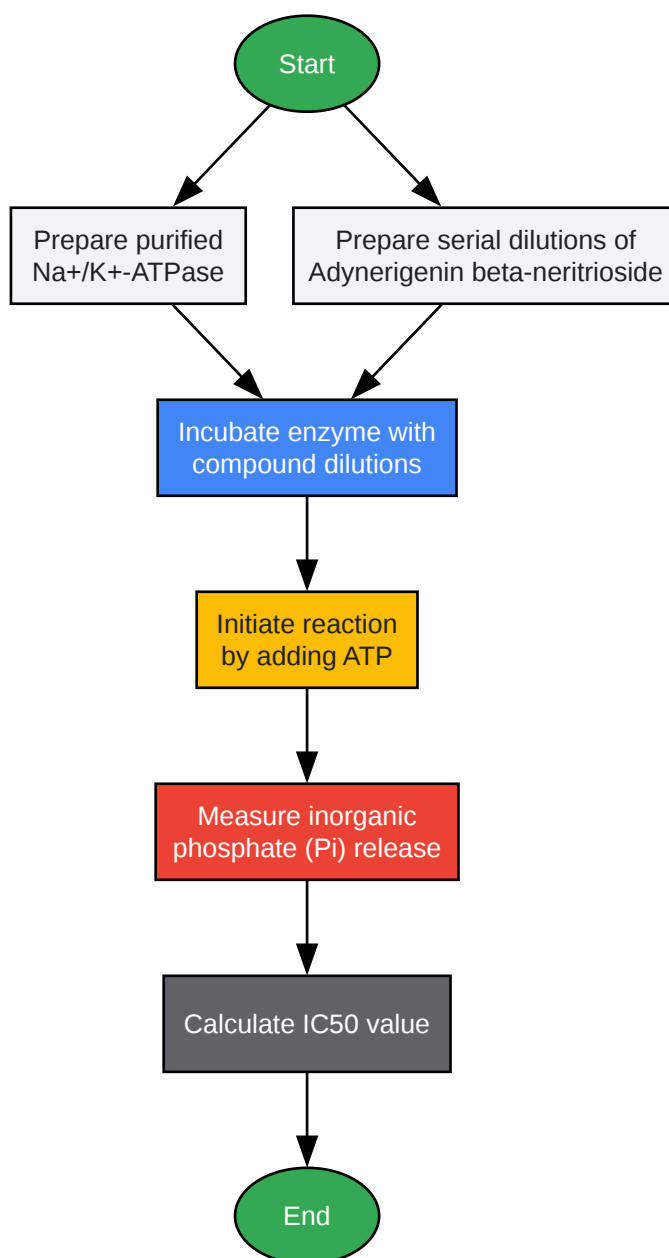 Start
Prepare purified
Na+/K+-ATPase
Prepare serial dilutions of
Adynerigenin beta-neritrioside
Incubate enzyme with
compound dilutions
Initiate reaction
by adding ATP
Measure inorganic
phosphate (Pi) release
Calculate IC50 value
End